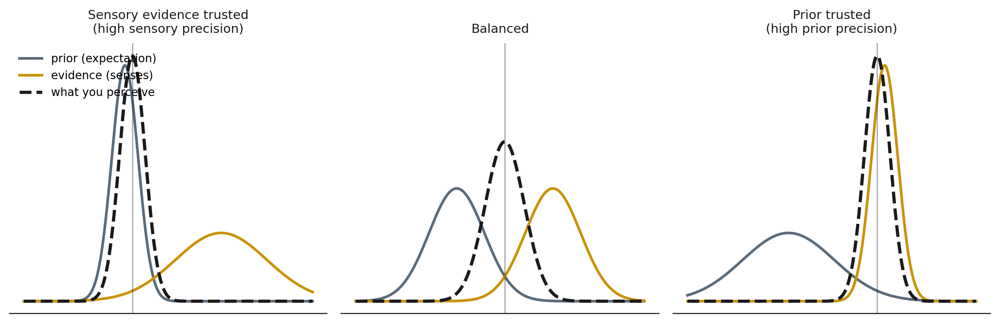 Sensory evidence trusted
(high sensory precision)
Balanced
Prior trusted
(high prior precision)
prior (expectation)
evidence (senses)
what you perceive